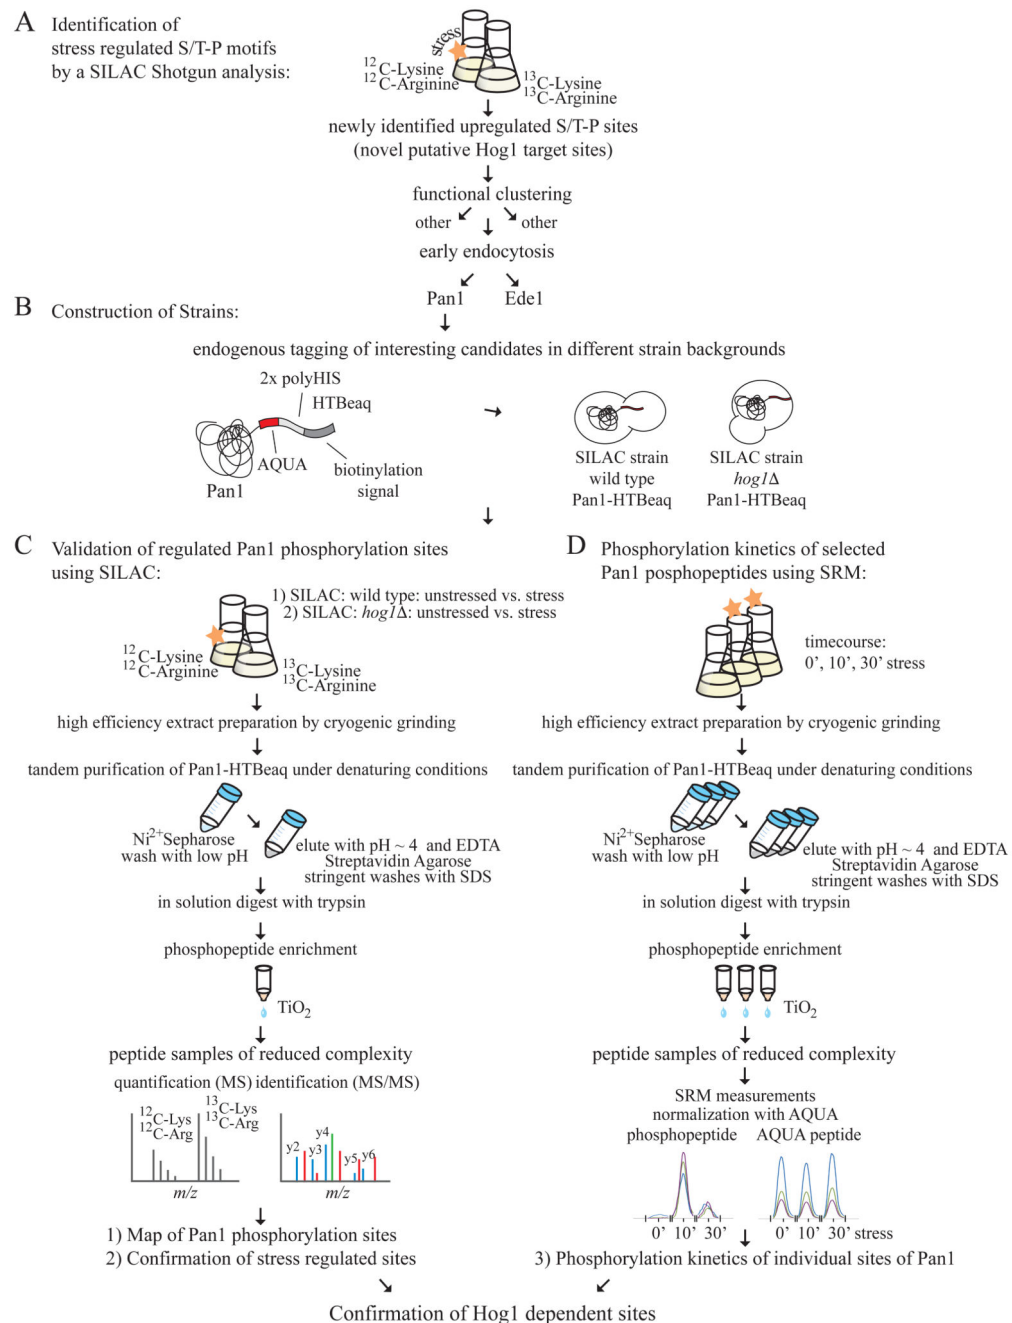 A Identification of
stress regulated S/T-P motifs
by a SILAC Shotgun analysis:
stress
12C-Lysine
12C-Arginine
13C-Lysine
13C-Arginine
newly identified upregulated S/T-P sites
(novel putative Hog1 target sites)
functional clustering
other other
early endocytosis
Pan1 Ede1
B Construction of Strains:
endogenous tagging of interesting candidates in different strain backgrounds
2x polyHIS
HTBeaq
AQUA
biotinylation
signal
Pan1
SILAC strain
wild type
Pan1-HTBeaq
SILAC strain
hog1Δ
Pan1-HTBeaq
C Validation of regulated Pan1 phosphorylation sites
using SILAC:
1) SILAC: wild type: unstressed vs. stress
2) SILAC: hog1Δ: unstressed vs. stress
12C-Lysine
12C-Arginine
13C-Lysine
13C-Arginine
high efficiency extract preparation by cryogenic grinding
tandem purification of Pan1-HTBeaq under denaturing conditions
Ni2+Sepharose
wash with low pH
elute with pH ~ 4 and EDTA
Streptavidin Agarose
stringent washes with SDS
in solution digest with trypsin
phosphopeptide enrichment
TiO2
peptide samples of reduced complexity
quantification (MS) identification (MS/MS)
12C-Lys
12C-Arg
13C-Lys
13C-Arg
m/z
y2 y3 y4 y5 y6
m/z
1) Map of Pan1 phosphorylation sites
2) Confirmation of stress regulated sites
D Phosphorylation kinetics of selected
Pan1 posphopeptides using SRM:
timecourse:
0', 10', 30' stress
high efficiency extract preparation by cryogenic grinding
tandem purification of Pan1-HTBeaq under denaturing conditions
Ni2+Sepharose
wash with low pH
elute with pH ~ 4 and EDTA
Streptavidin Agarose
stringent washes with SDS
in solution digest with trypsin
phosphopeptide enrichment
TiO2
peptide samples of reduced complexity
SRM measurements
normalization with AQUA
phosphopeptide AQUA peptide
0' 10' 30' 0' 10' 30' stress
3) Phosphorylation kinetics of individual sites of Pan1
Confirmation of Hog1 dependent sites